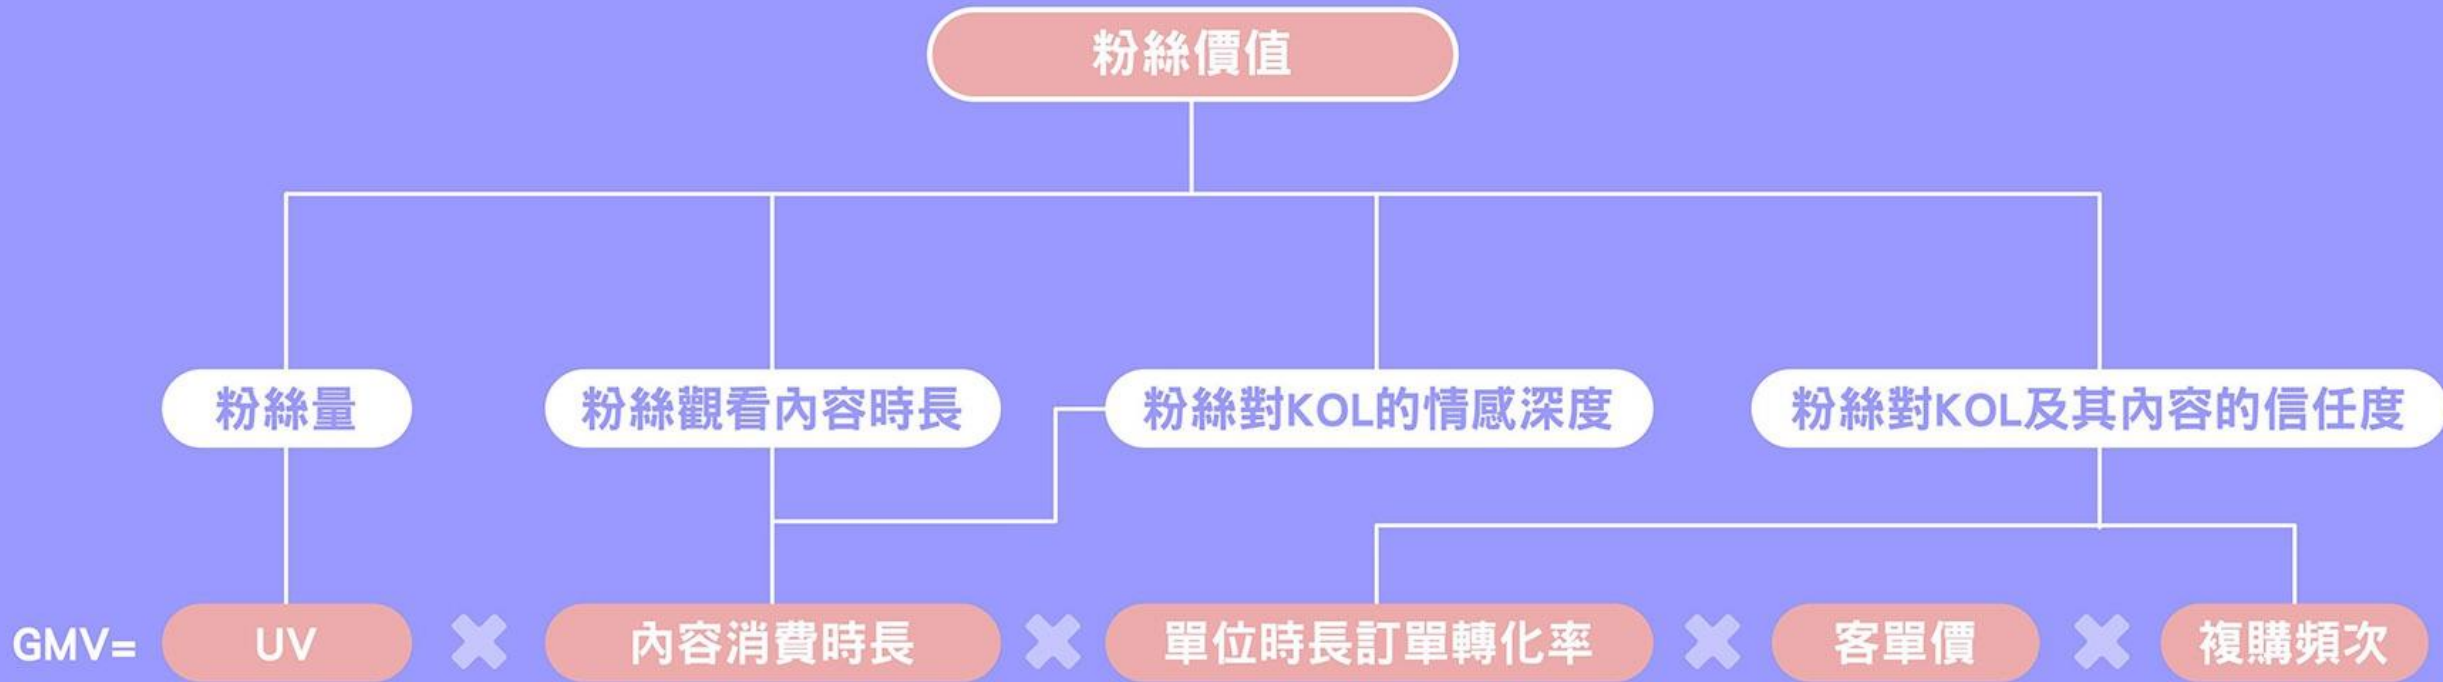 粉絲價值
粉絲量
粉絲觀看內容時長
粉絲對KOL的情感深度
粉絲對KOL及其內容的信任度
GMV= UV ✖ 內容消費時長 ✖ 單位時長訂單轉化率 ✖ 客單價 ✖ 複購頻次